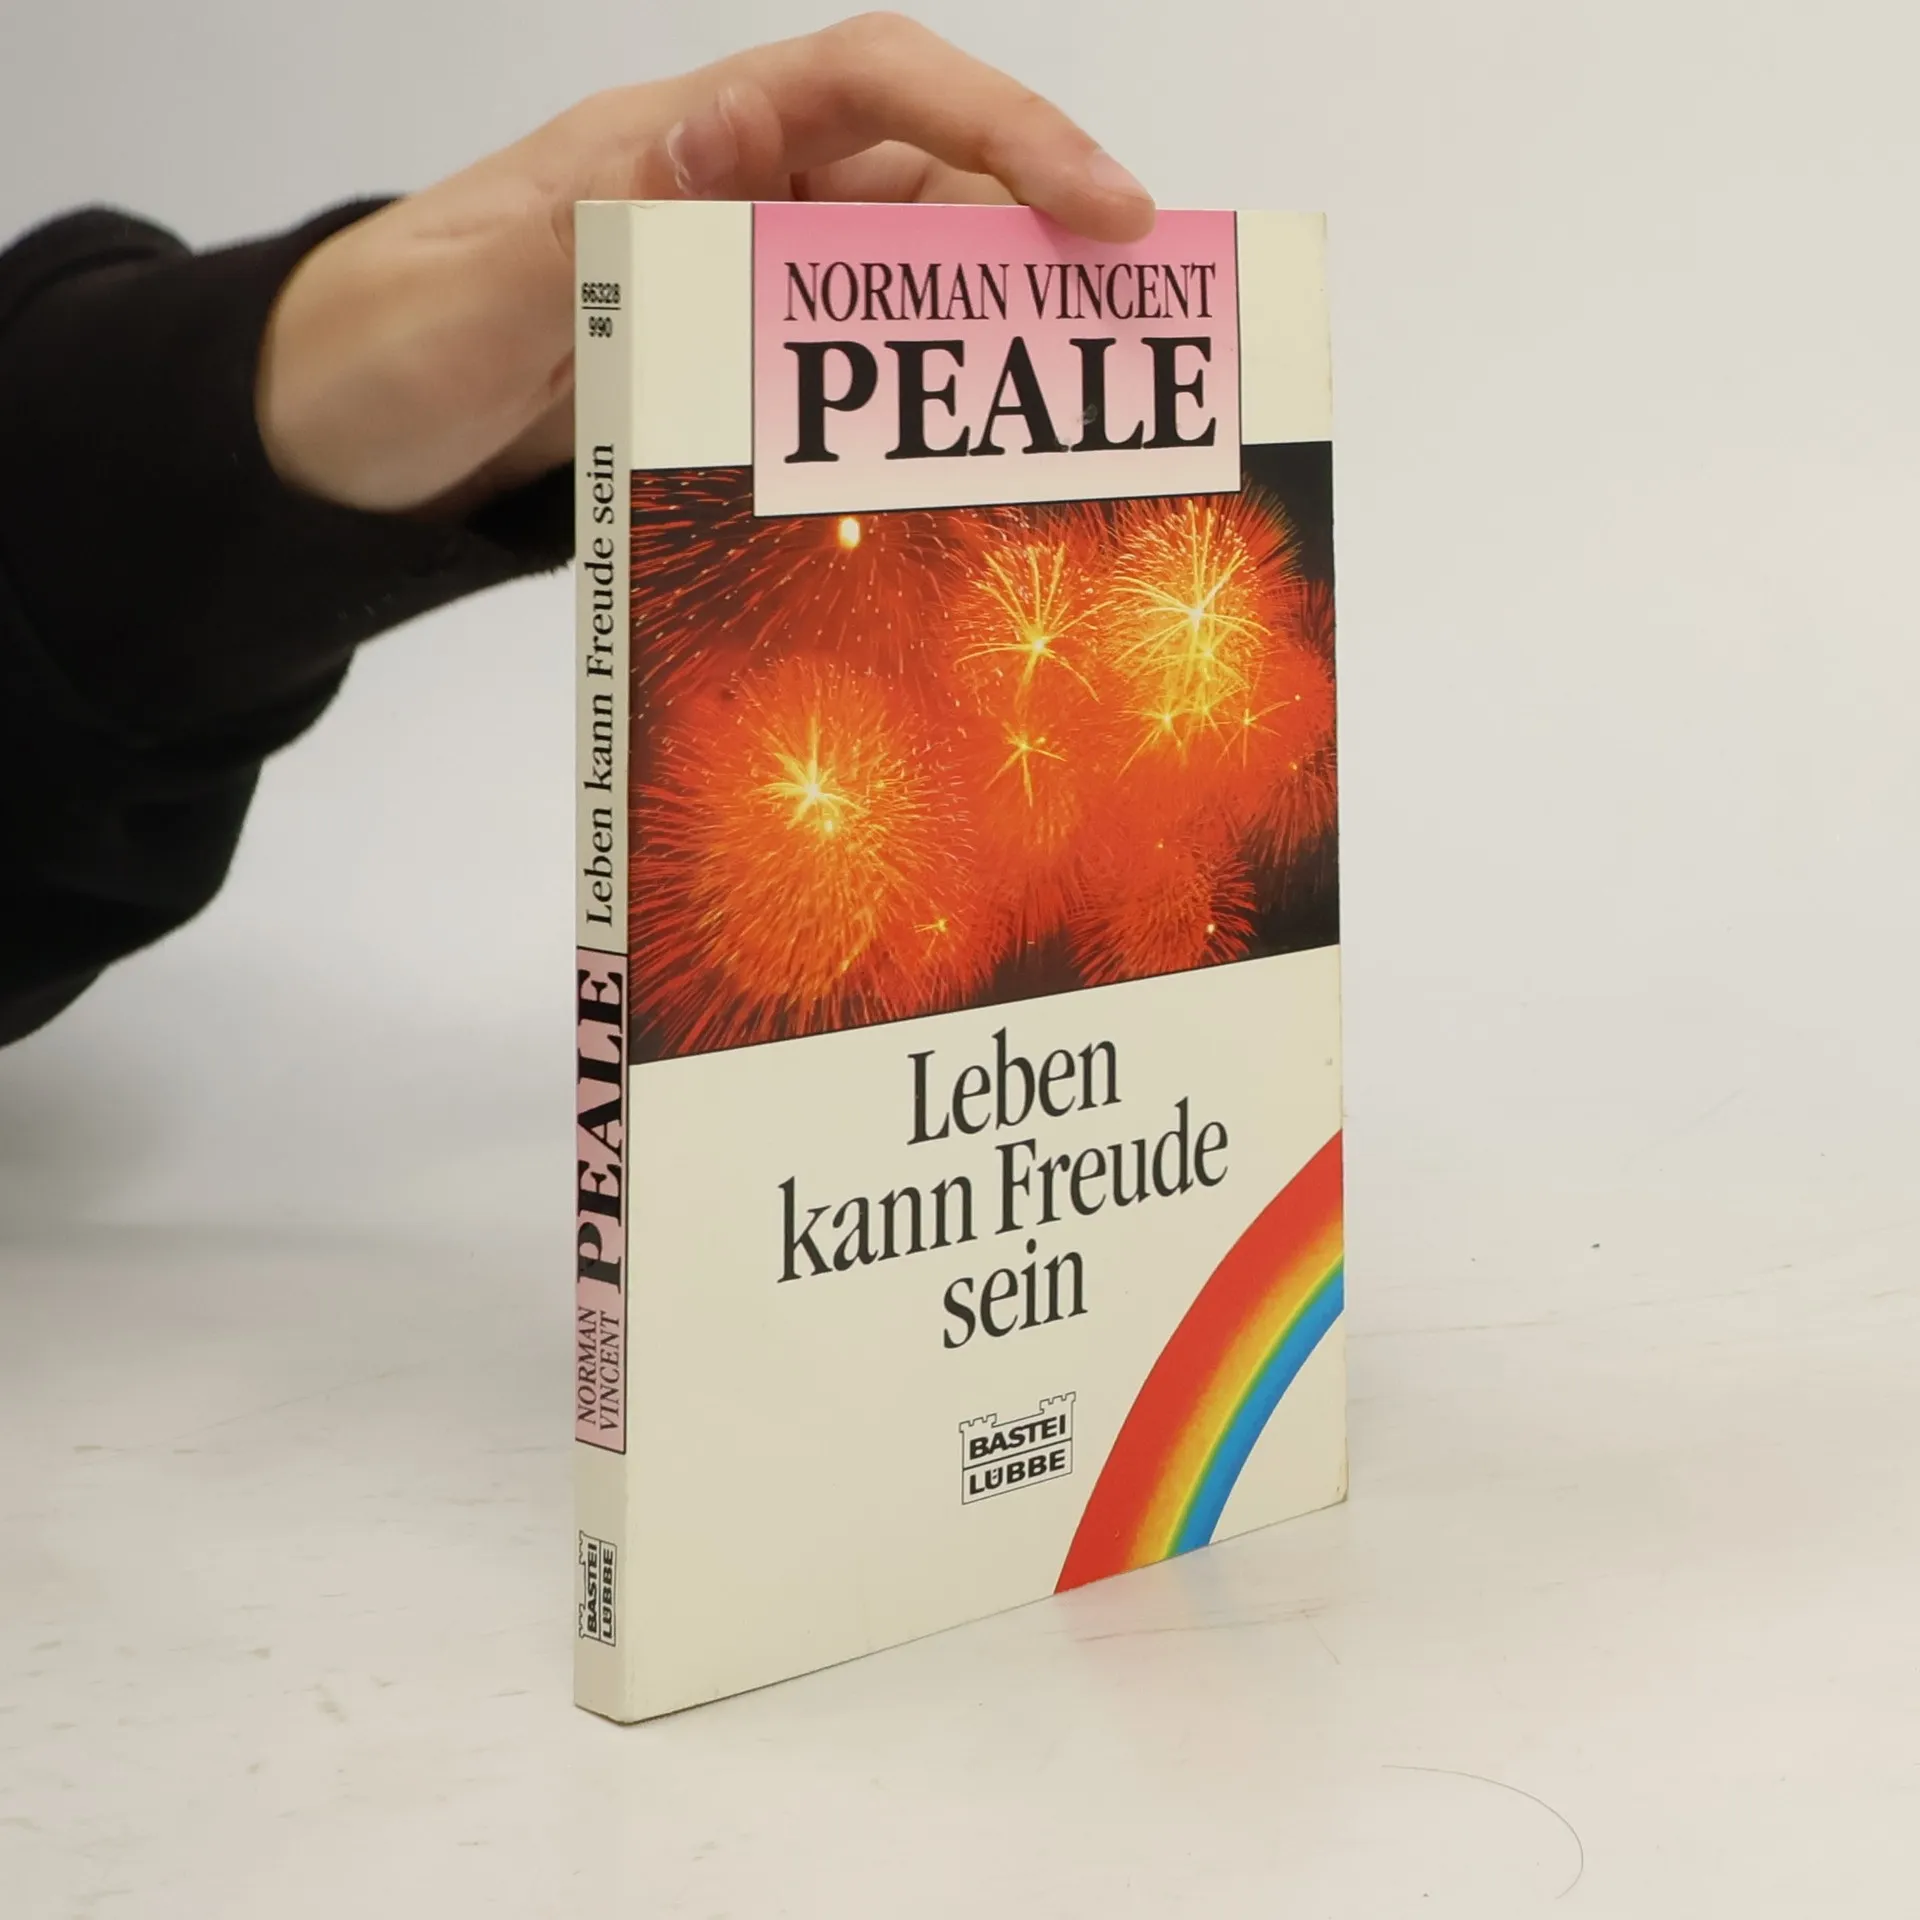 NORMAN VINCENT
PEALE
Leben
kann Freude
sein
BASTEI
LÜBBE
66328
990
Leben kann Freude sein
PEALE
NORMAN
VINCENT
BASTEI
LÜBBE